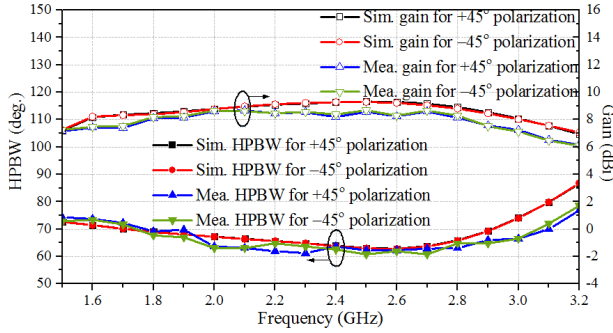 150
140
130
120
110
100
90
80
70
60
50
HPBW (deg.)
16
14
12
10
8
6
4
2
0
-2
-4
Gain (dBi)
Sim. gain for +45° polarization
Sim. gain for −45° polarization
Mea. gain for +45° polarization
Mea. gain for −45° polarization
Sim. HPBW for +45° polarization
Sim. HPBW for −45° polarization
Mea. HPBW for +45° polarization
Mea. HPBW for −45° polarization
1.6 1.8 2.0 2.2 2.4 2.6 2.8 3.0 3.2
Frequency (GHz)